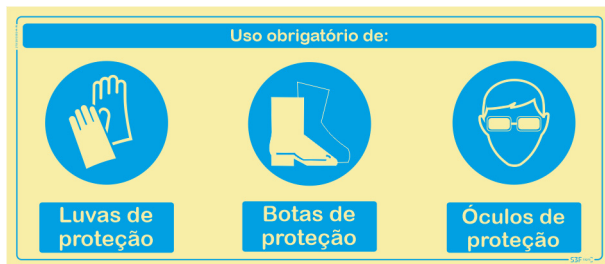 Uso obrigatório de:
Luvas de
proteção
Botas de
proteção
Óculos de
proteção